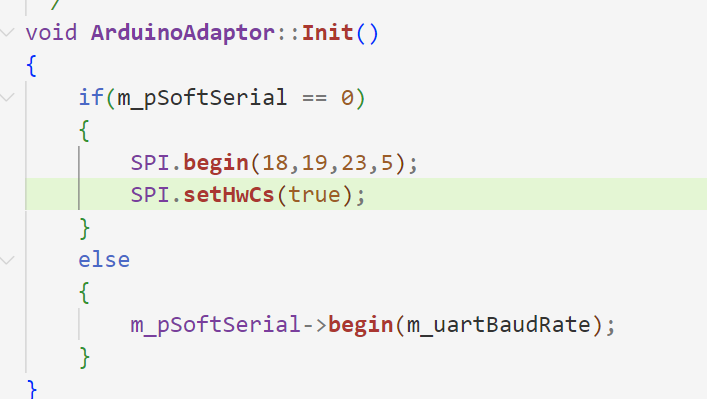 /
void ArduinoAdaptor::Init()
{
if(m_pSoftSerial == 0)
{
SPI.begin(18,19,23,5);
SPI.setHwCs(true);
}
else
{
m_pSoftSerial->begin(m_uartBaudRate);
}
}